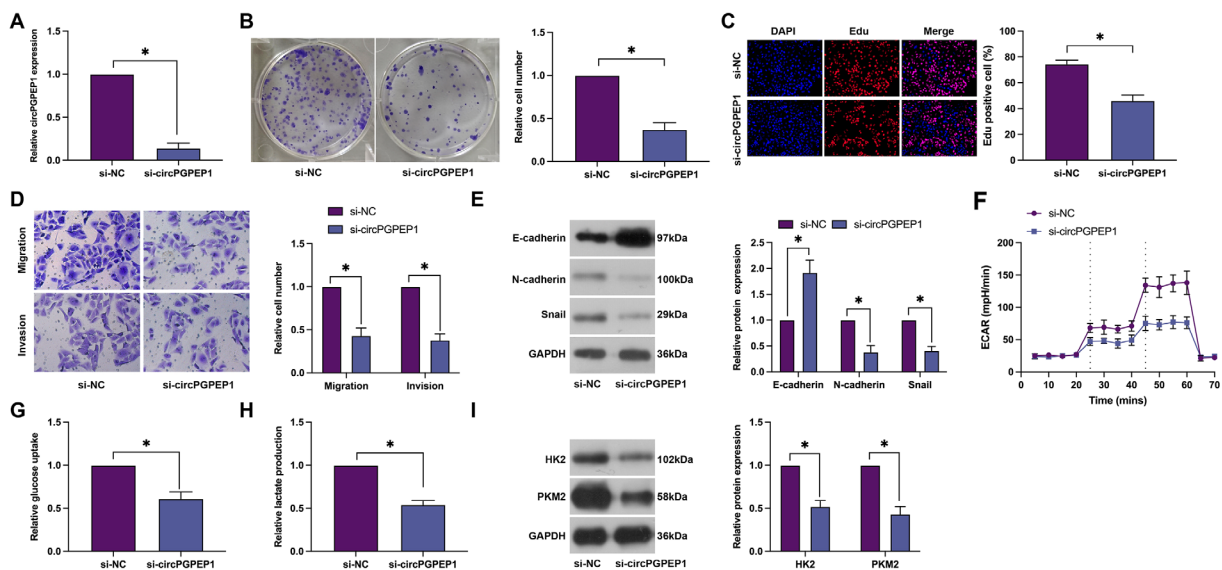 A
Relative circPGPEP1 expression
1.5
1.0
0.5
0.0
*
si-NC
si-circPGPEP1
B
si-NC
si-circPGPEP1
Relative cell number
1.5
1.0
0.5
0.0
*
si-NC
si-circPGPEP1
C
DAPI
Edu
Merge
si-NC
si-circPGPEP1
Edu positive cell (%)
100
80
60
40
20
0
*
si-NC
si-circPGPEP1
D
Migration
Invasion
si-NC
si-circPGPEP1
si-NC
si-circPGPEP1
Relative cell number
1.5
1.0
0.5
0.0
*
*
Migration
Invision
E
E-cadherin
97kDa
N-cadherin
100kDa
Snail
29kDa
GAPDH
36kDa
si-NC
si-circPGPEP1
si-NC
si-circPGPEP1
Relative protein expression
2.5
2.0
1.5
1.0
0.5
0.0
*
*
*
E-cadherin
N-cadherin
Snail
F
si-NC
si-circPGPEP1
ECAR (mpH/min)
200
150
100
50
0
0
10
20
30
40
50
60
70
Time (mins)
G
Relative glucose uptake
1.5
1.0
0.5
0.0
*
si-NC
si-circPGPEP1
H
Relative lactate production
1.5
1.0
0.5
0.0
*
si-NC
si-circPGPEP1
I
HK2
102kDa
PKM2
58kDa
GAPDH
36kDa
si-NC
si-circPGPEP1
Relative protein expression
1.5
1.0
0.5
0.0
*
*
HK2
PKM2